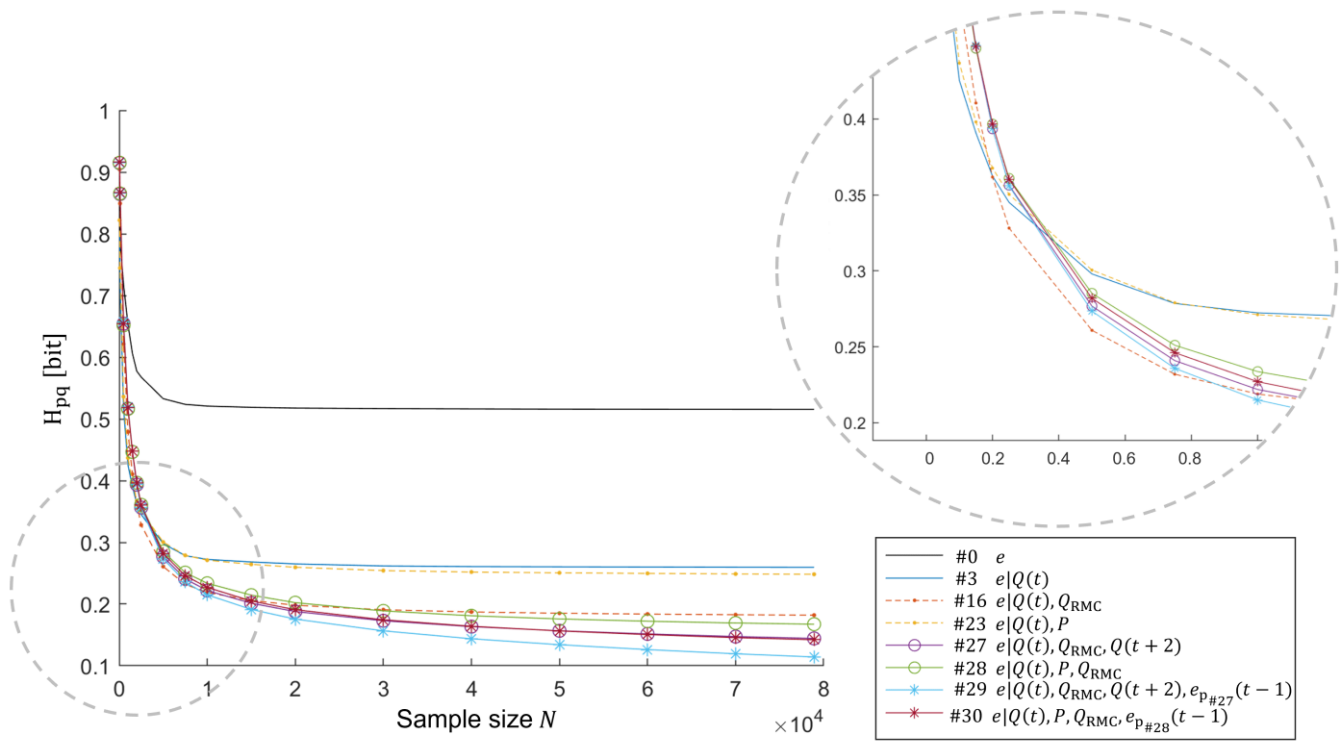 H_pq [bit]
1
0.9
0.8
0.7
0.6
0.5
0.4
0.3
0.2
0.1
0 1 2 3 4 5 6 7 8
×10⁴
Sample size N
0.4
0.35
0.3
0.25
0.2
0 0.2 0.4 0.6 0.8
#0 e
#3 e|Q(t)
#16 e|Q(t), Q_RMC
#23 e|Q(t), P
#27 e|Q(t), Q_RMC, Q(t + 2)
#28 e|Q(t), P, Q_RMC
#29 e|Q(t), Q_RMC, Q(t + 2), e_p#27(t − 1)
#30 e|Q(t), P, Q_RMC, e_p#28(t − 1)